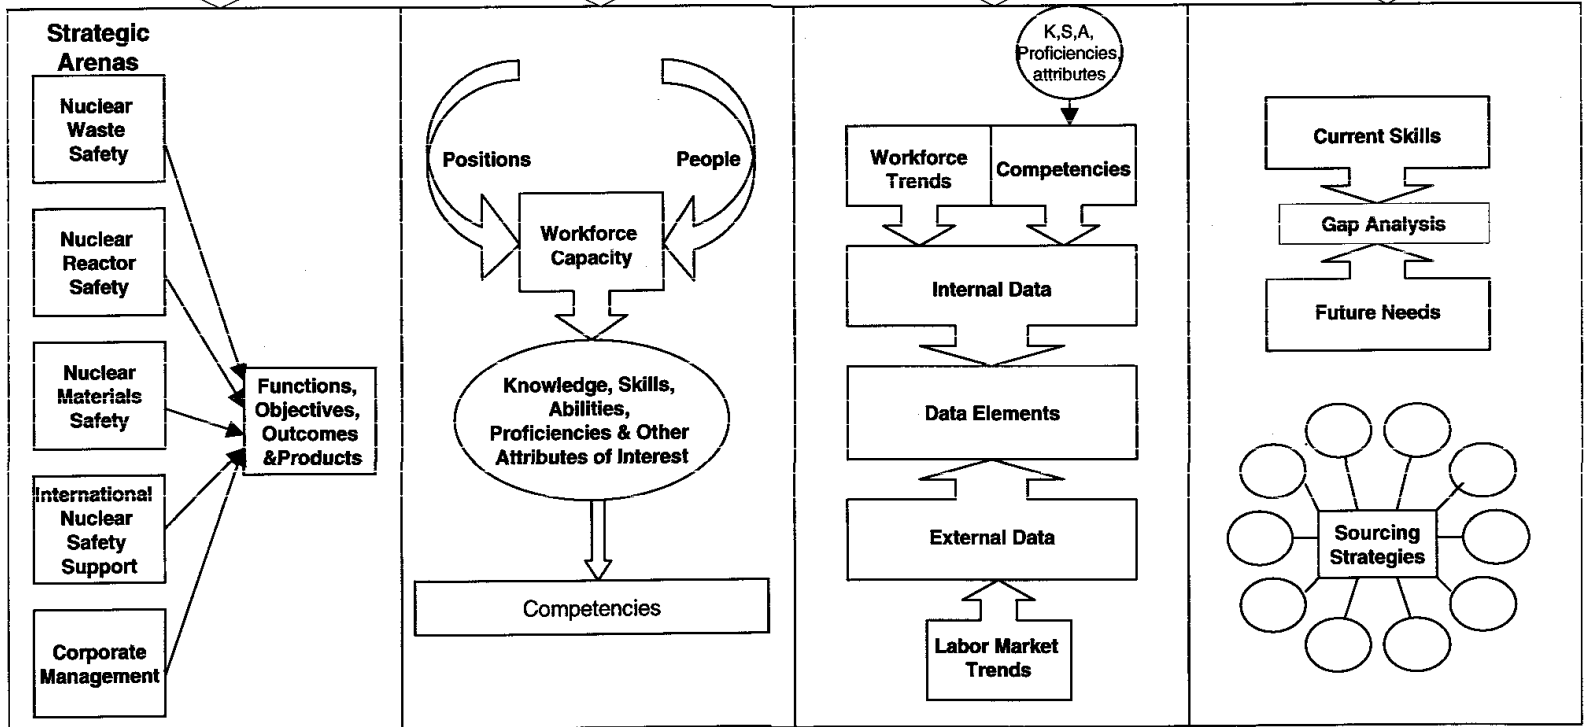 Strategic
Arenas
Nuclear
Waste
Safety
Nuclear
Reactor
Safety
Nuclear
Materials
Safety
International
Nuclear
Safety
Support
Corporate
Management
Functions,
Objectives,
Outcomes
&Products
Positions
People
Workforce
Capacity
Knowledge, Skills,
Abilities,
Proficiencies & Other
Attributes of Interest
Competencies
K,S,A,
Proficiencies,
attributes
Workforce
Trends
Competencies
Internal Data
Data Elements
External Data
Labor Market
Trends
Current Skills
Gap Analysis
Future Needs
Sourcing
Strategies